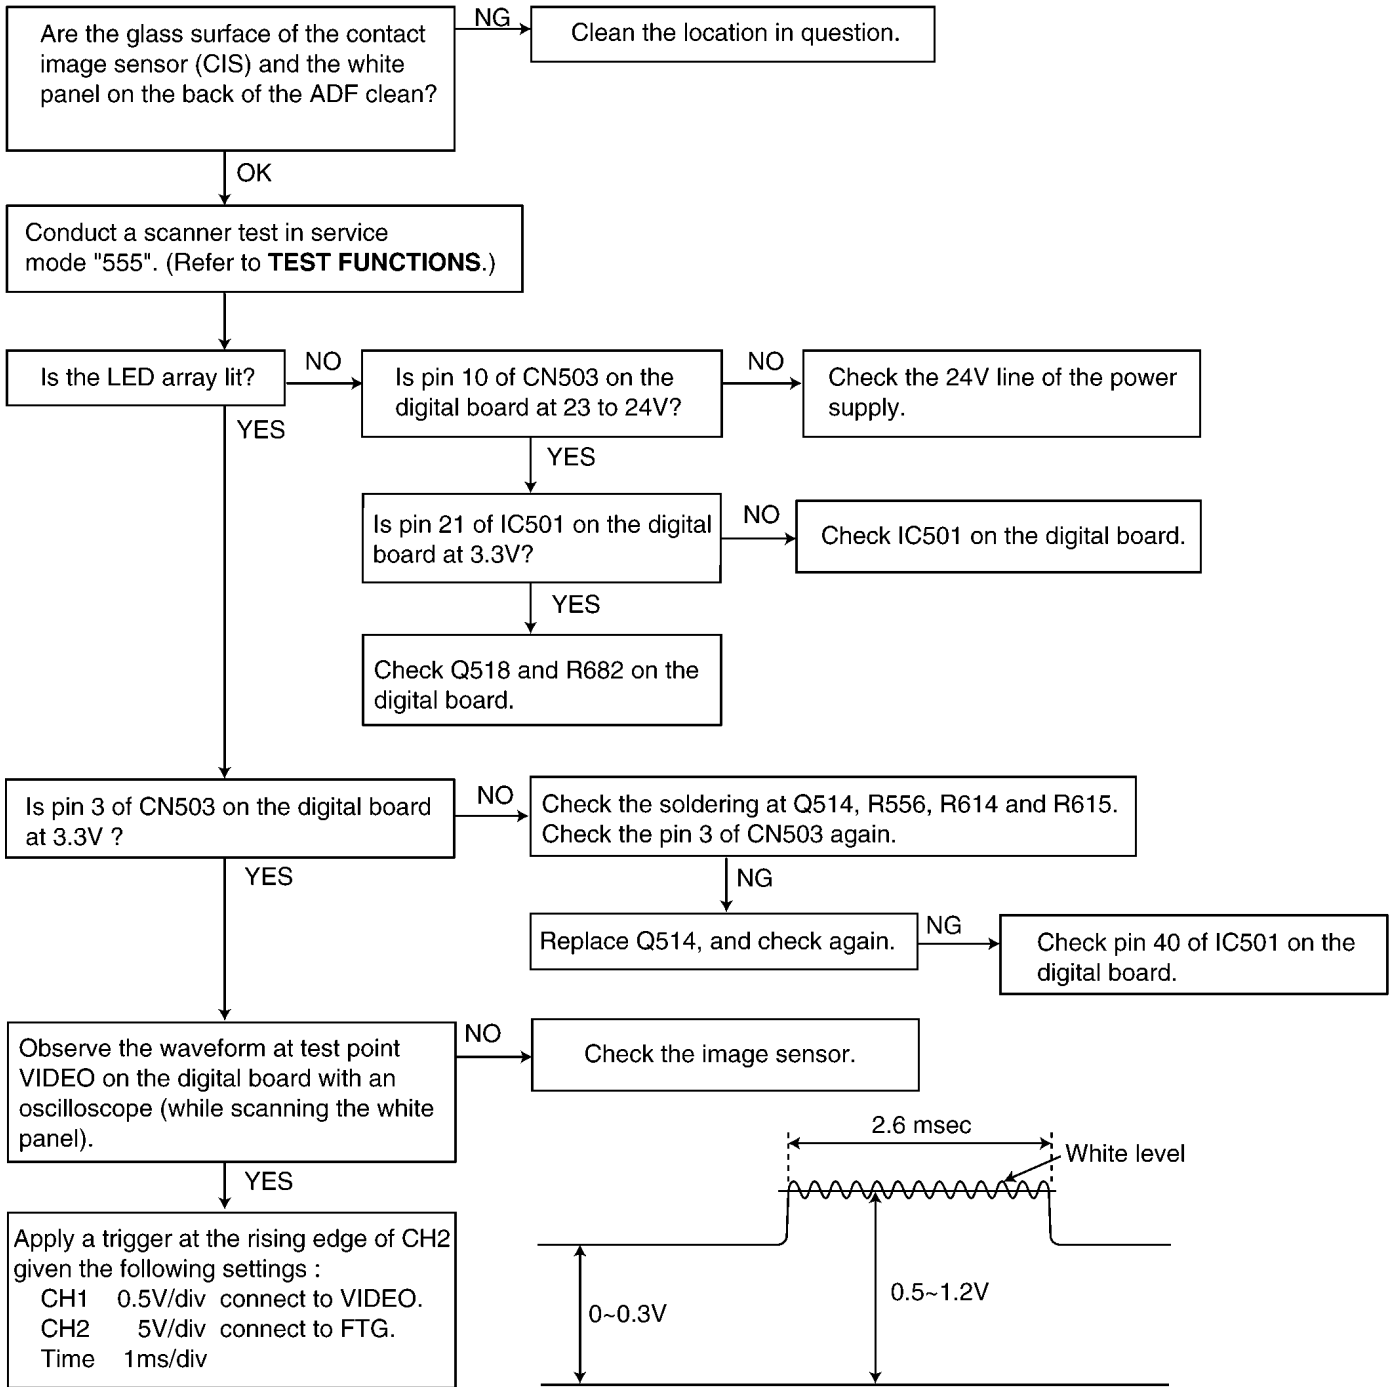 Are the glass surface of the contact
image sensor (CIS) and the white
panel on the back of the ADF clean?
NG
Clean the location in question.
OK
Conduct a scanner test in service
mode "555". (Refer to TEST FUNCTIONS.)
Is the LED array lit?
NO
Is pin 10 of CN503 on the
digital board at 23 to 24V?
NO
Check the 24V line of the power
supply.
YES
YES
Is pin 21 of IC501 on the digital
board at 3.3V?
NO
Check IC501 on the digital board.
YES
Check Q518 and R682 on the
digital board.
Is pin 3 of CN503 on the digital board
at 3.3V ?
NO
Check the soldering at Q514, R556, R614 and R615.
Check the pin 3 of CN503 again.
YES
NG
Replace Q514, and check again.
NG
Check pin 40 of IC501 on the
digital board.
Observe the waveform at test point
VIDEO on the digital board with an
oscilloscope (while scanning the white
panel).
NO
Check the image sensor.
YES
Apply a trigger at the rising edge of CH2
given the following settings :
CH1 0.5V/div connect to VIDEO.
CH2 5V/div connect to FTG.
Time 1ms/div
2.6 msec
White level
0~0.3V
0.5~1.2V